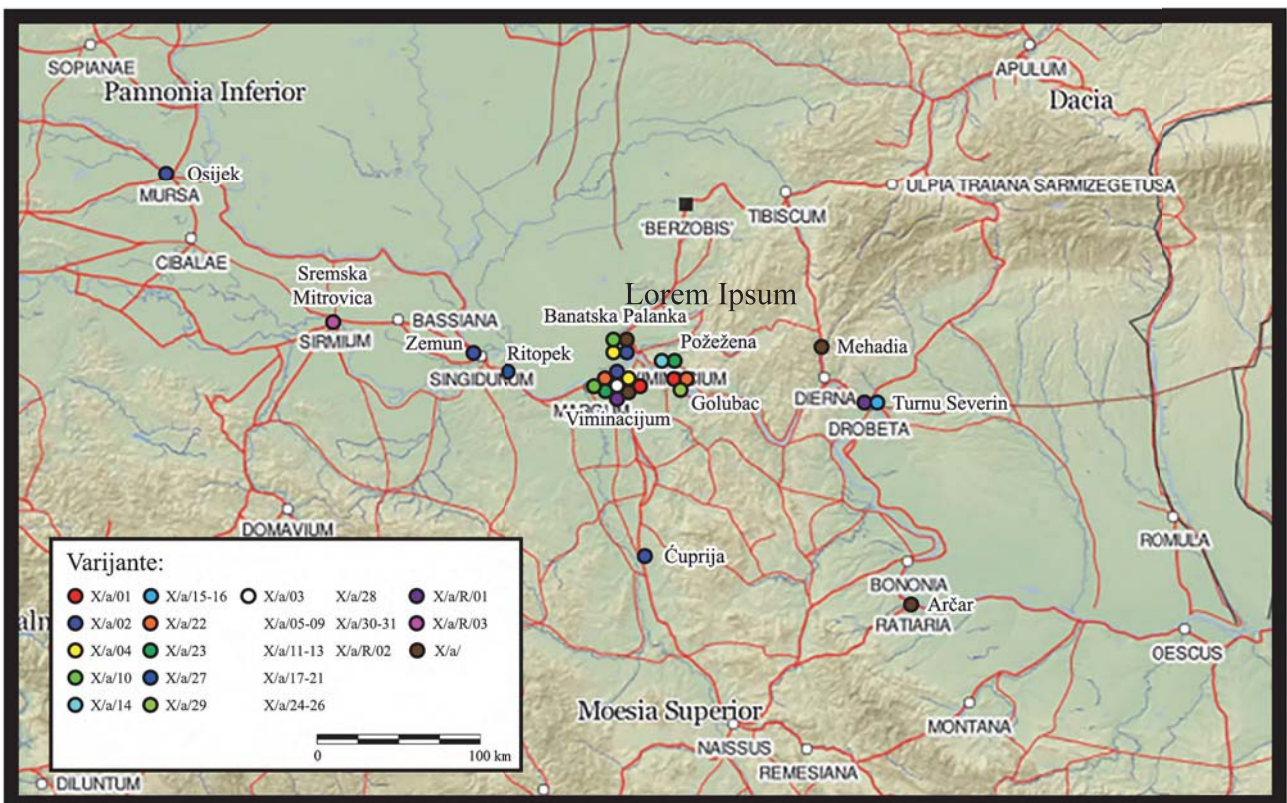 SOPIANAE
Pannonia Inferior
APULUM
Dacia
Osijek
MURSA
ULPIA TRAIANA SARMIZEGETUSA
TIBISCUM
'BERZOBIS'
CIBALAE
Sremska
Mitrovica
Lorem Ipsum
BASSIANA
Banatska Palanka
SIRMIUM
Zemun
Ritopek
Požežena
Mehadia
SINGIDUNUM
VIMINACIUM
DIERNA
Turnu Severin
MARGUM
Golubac
Viminacijum
DROBETA
DOMAVIUM
ROMULA
Ćuprija
BONONIA
Arčar
RATIARIA
OESCUS
Moesia Superior
MONTANA
NAISSUS
REMESIANA
DILUNTUM
Varijante:
X/a/01 X/a/15-16 X/a/03 X/a/28 X/a/R/01
X/a/02 X/a/22 X/a/05-09 X/a/30-31 X/a/R/03
X/a/04 X/a/23 X/a/11-13 X/a/R/02 X/a/
X/a/10 X/a/27 X/a/17-21
X/a/14 X/a/29 X/a/24-26
0 100 km